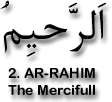 اَلرَّحِيمُ
2. AR-RAHIM
The Mercifull